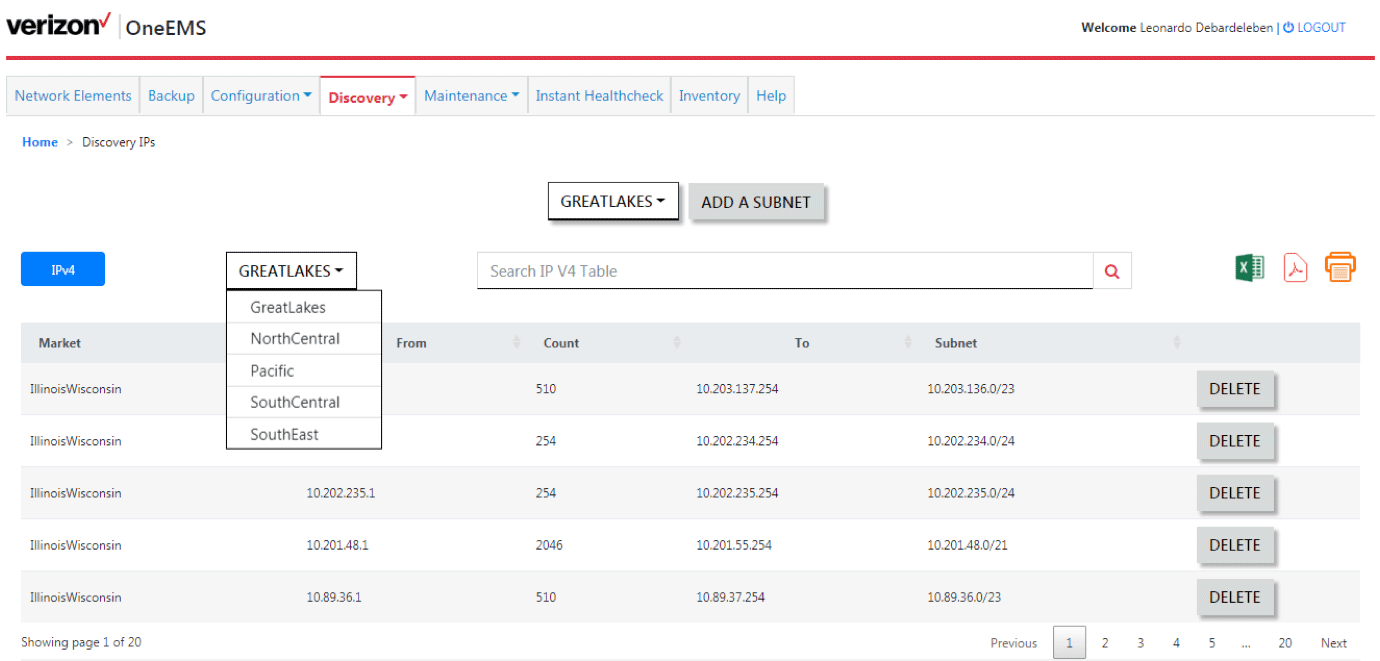 verizon OneEMS
Welcome Leonardo Debardeleben | LOGOUT
Network Elements Backup Configuration Discovery Maintenance Instant Healthcheck Inventory Help
Home > Discovery IPs
GREATLAKES ADD A SUBNET
IPv4 GREATLAKES Search IP V4 Table
GreatLakes
NorthCentral
Pacific
SouthCentral
SouthEast
Market From Count To Subnet
IllinoisWisconsin 510 10.203.137.254 10.203.136.0/23 DELETE
IllinoisWisconsin 254 10.202.234.254 10.202.234.0/24 DELETE
IllinoisWisconsin 10.202.235.1 254 10.202.235.254 10.202.235.0/24 DELETE
IllinoisWisconsin 10.201.48.1 2046 10.201.55.254 10.201.48.0/21 DELETE
IllinoisWisconsin 10.89.36.1 510 10.89.37.254 10.89.36.0/23 DELETE
Showing page 1 of 20 Previous 1 2 3 4 5 ... 20 Next